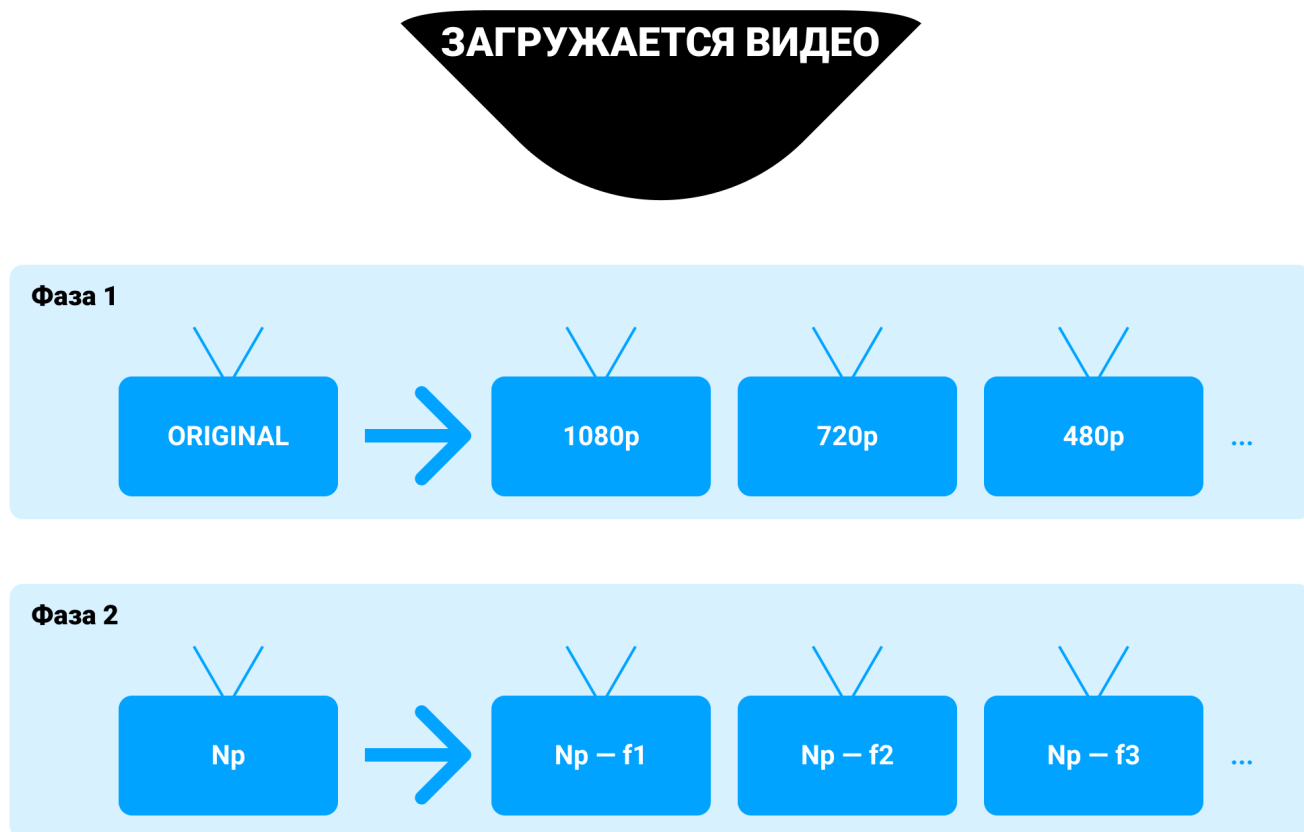 ЗАГРУЖАЕТСЯ ВИДЕО
Фаза 1
ORIGINAL
1080p
720p
480p
...
Фаза 2
Np
Np — f1
Np — f2
Np — f3
...